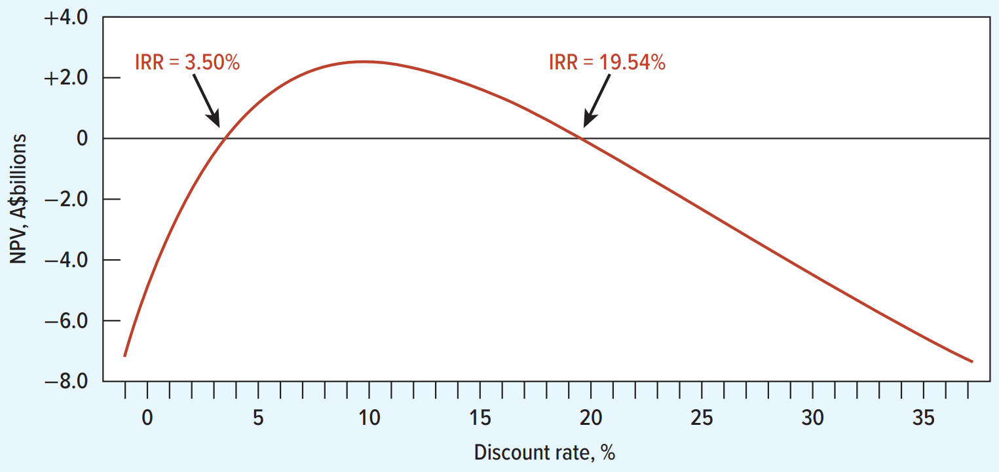 +4.0
IRR = 3.50%
IRR = 19.54%
+2.0
0
−2.0
−4.0
−6.0
−8.0
NPV, A$billions
0 5 10 15 20 25 30 35
Discount rate, %